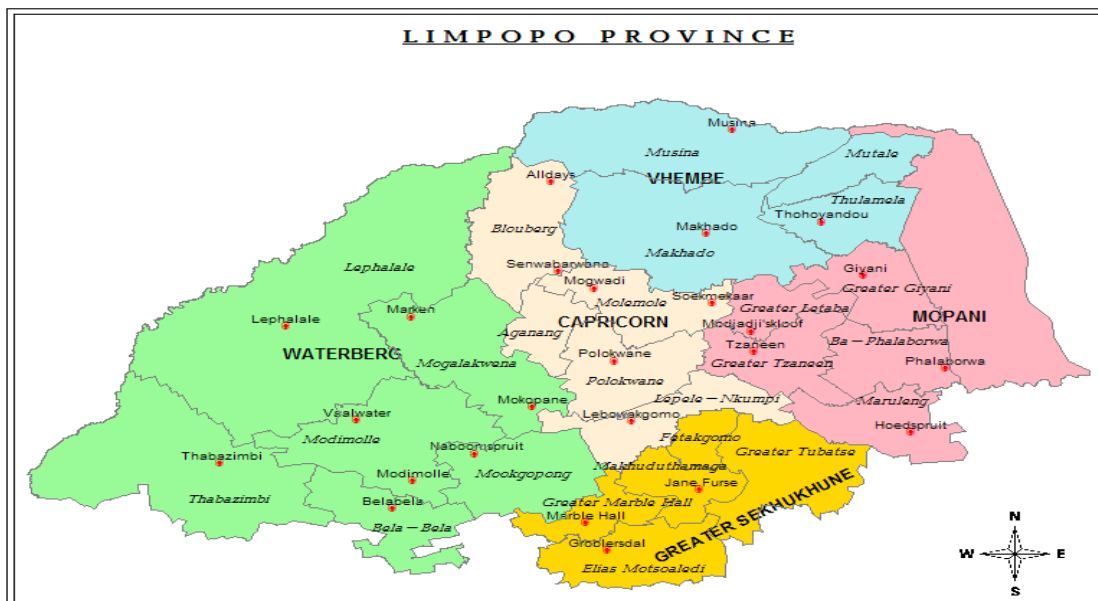 LIMPOPO PROVINCE
Musina
Musina
Mutale
Alldays
VHEMBE
Thulamela
Thohoyandou
Blouberg
Makhado
Makhado
Lephalale
Senwabarwano
Giyani
Mogwadi
Greater Giyani
Molemole
Soekmekaar
Greater Letaba
Marken
Lephalale
CAPRICORN
MOPANI
Aganang
Modjadji'skloof
Ba-Phalaborwa
Tzaneen
WATERBERG
Polokwane
Greater Tzaneen
Mogalakwena
Phalaborwa
Polokwane
Lepele-Nkumpi
Maruleng
Mokopane
Vaalwater
Lebowakgomo
Hoedspruit
Modimolle
Fetakgomo
Naboomspruit
Greater Tubatse
Thabazimbi
Makhuduthamaga
Modimolle
Mookgopong
Jane Furse
Thabazimbi
Greater Marble Hall
Belabela
Marble Hall
Bela-Bela
GREATER SEKHUKHUNE
Groblersdal
Elias Motsoaledi
N
W E
S